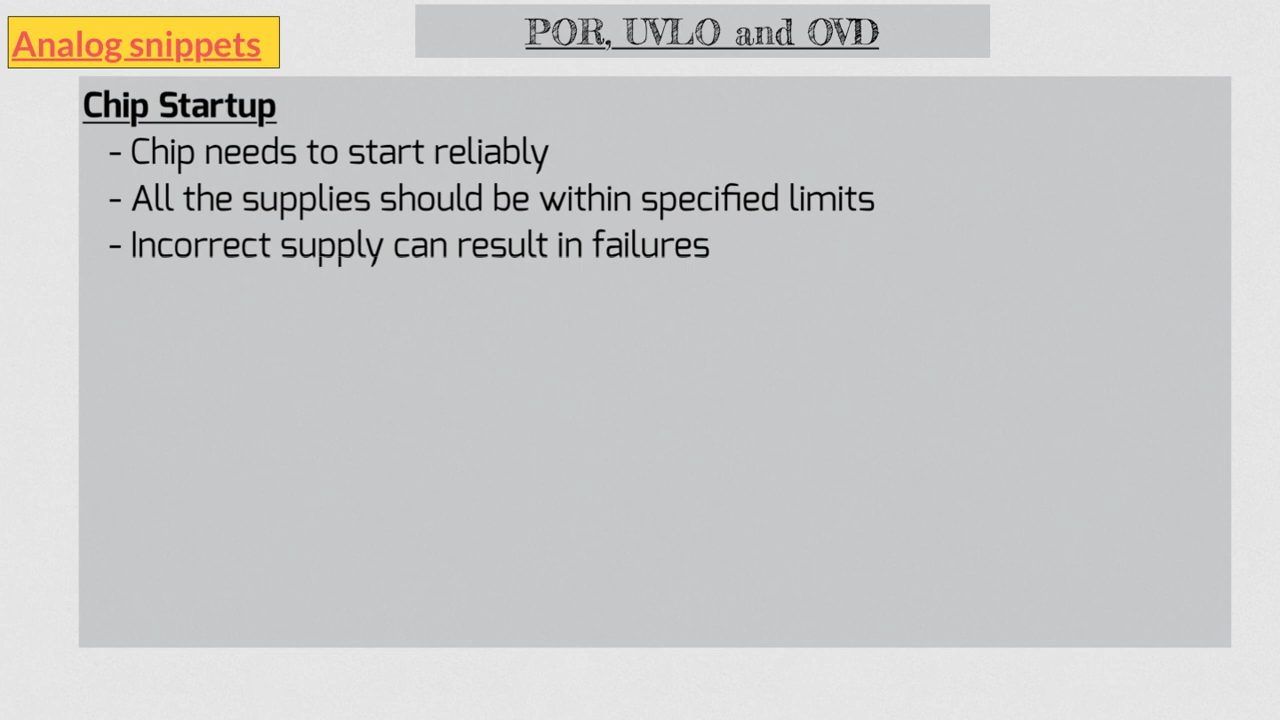 Analog snippets
POR, UVLO and OVD
Chip Startup
- Chip needs to start reliably
- All the supplies should be within specified limits
- Incorrect supply can result in failures